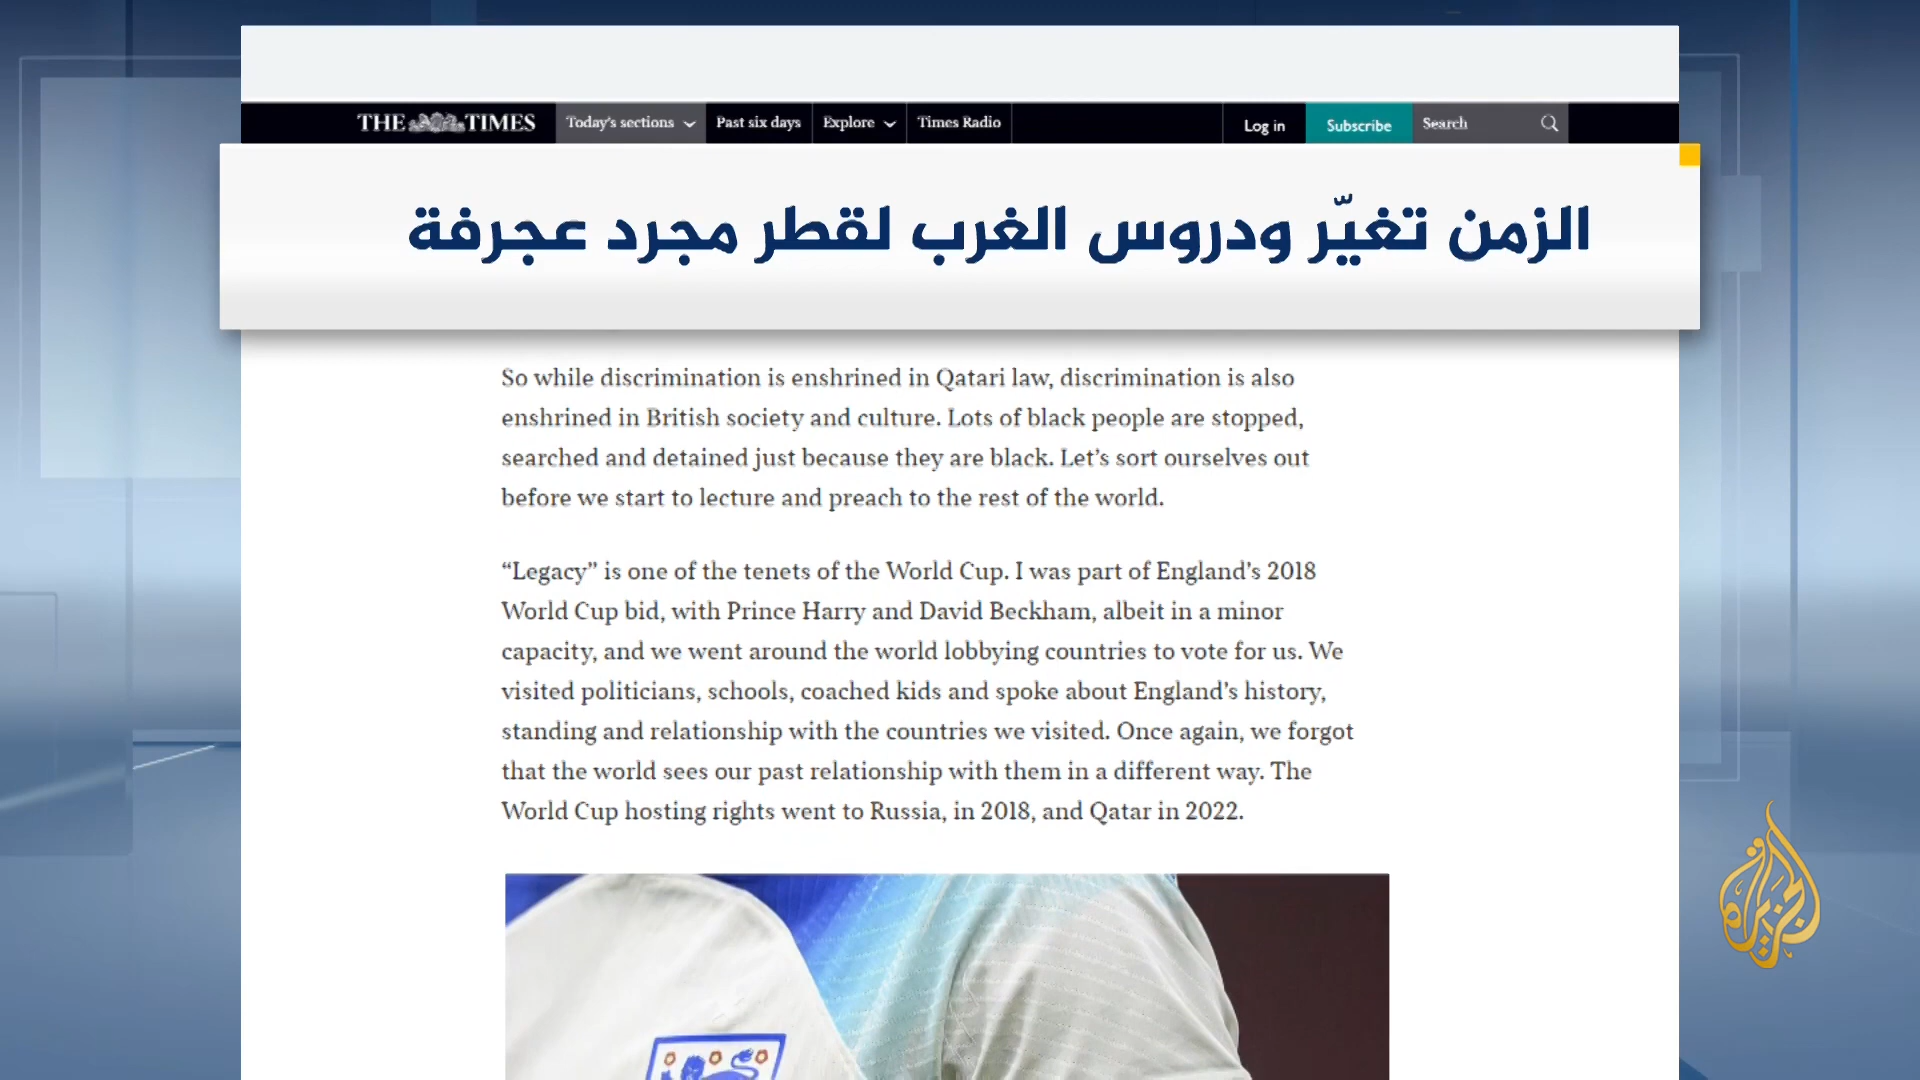 THE TIMES
Today's sections
Past six days
Explore
Times Radio
Log in
Subscribe
Search
الزمن تغيّر ودروس الغرب لقطر مجرد عجرفة
So while discrimination is enshrined in Qatari law, discrimination is also
enshrined in British society and culture. Lots of black people are stopped,
searched and detained just because they are black. Let's sort ourselves out
before we start to lecture and preach to the rest of the world.
“Legacy” is one of the tenets of the World Cup. I was part of England's 2018
World Cup bid, with Prince Harry and David Beckham, albeit in a minor
capacity, and we went around the world lobbying countries to vote for us. We
visited politicians, schools, coached kids and spoke about England's history,
standing and relationship with the countries we visited. Once again, we forgot
that the world sees our past relationship with them in a different way. The
World Cup hosting rights went to Russia, in 2018, and Qatar in 2022.
الجزيرة